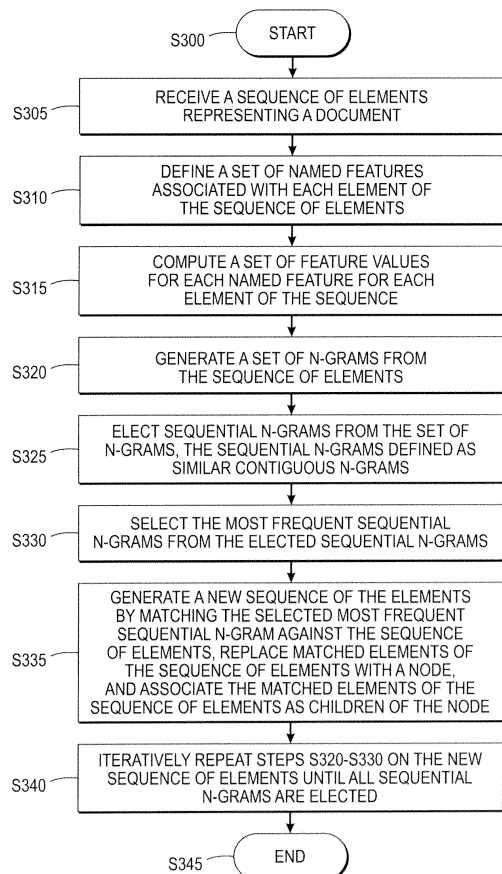 S300
START
S305
RECEIVE A SEQUENCE OF ELEMENTS
REPRESENTING A DOCUMENT
S310
DEFINE A SET OF NAMED FEATURES
ASSOCIATED WITH EACH ELEMENT OF
THE SEQUENCE OF ELEMENTS
S315
COMPUTE A SET OF FEATURE VALUES
FOR EACH NAMED FEATURE FOR EACH
ELEMENT OF THE SEQUENCE
S320
GENERATE A SET OF N-GRAMS FROM
THE SEQUENCE OF ELEMENTS
S325
ELECT SEQUENTIAL N-GRAMS FROM THE SET OF
N-GRAMS, THE SEQUENTIAL N-GRAMS DEFINED AS
SIMILAR CONTIGUOUS N-GRAMS
S330
SELECT THE MOST FREQUENT SEQUENTIAL
N-GRAMS FROM THE ELECTED SEQUENTIAL N-GRAMS
S335
GENERATE A NEW SEQUENCE OF THE ELEMENTS
BY MATCHING THE SELECTED MOST FREQUENT
SEQUENTIAL N-GRAM AGAINST THE SEQUENCE
OF ELEMENTS, REPLACE MATCHED ELEMENTS OF
THE SEQUENCE OF ELEMENTS WITH A NODE,
AND ASSOCIATE THE MATCHED ELEMENTS OF THE
SEQUENCE OF ELEMENTS AS CHILDREN OF THE NODE
S340
ITERATIVELY REPEAT STEPS S320-S330 ON THE NEW
SEQUENCE OF ELEMENTS UNTIL ALL SEQUENTIAL
N-GRAMS ARE ELECTED
S345
END